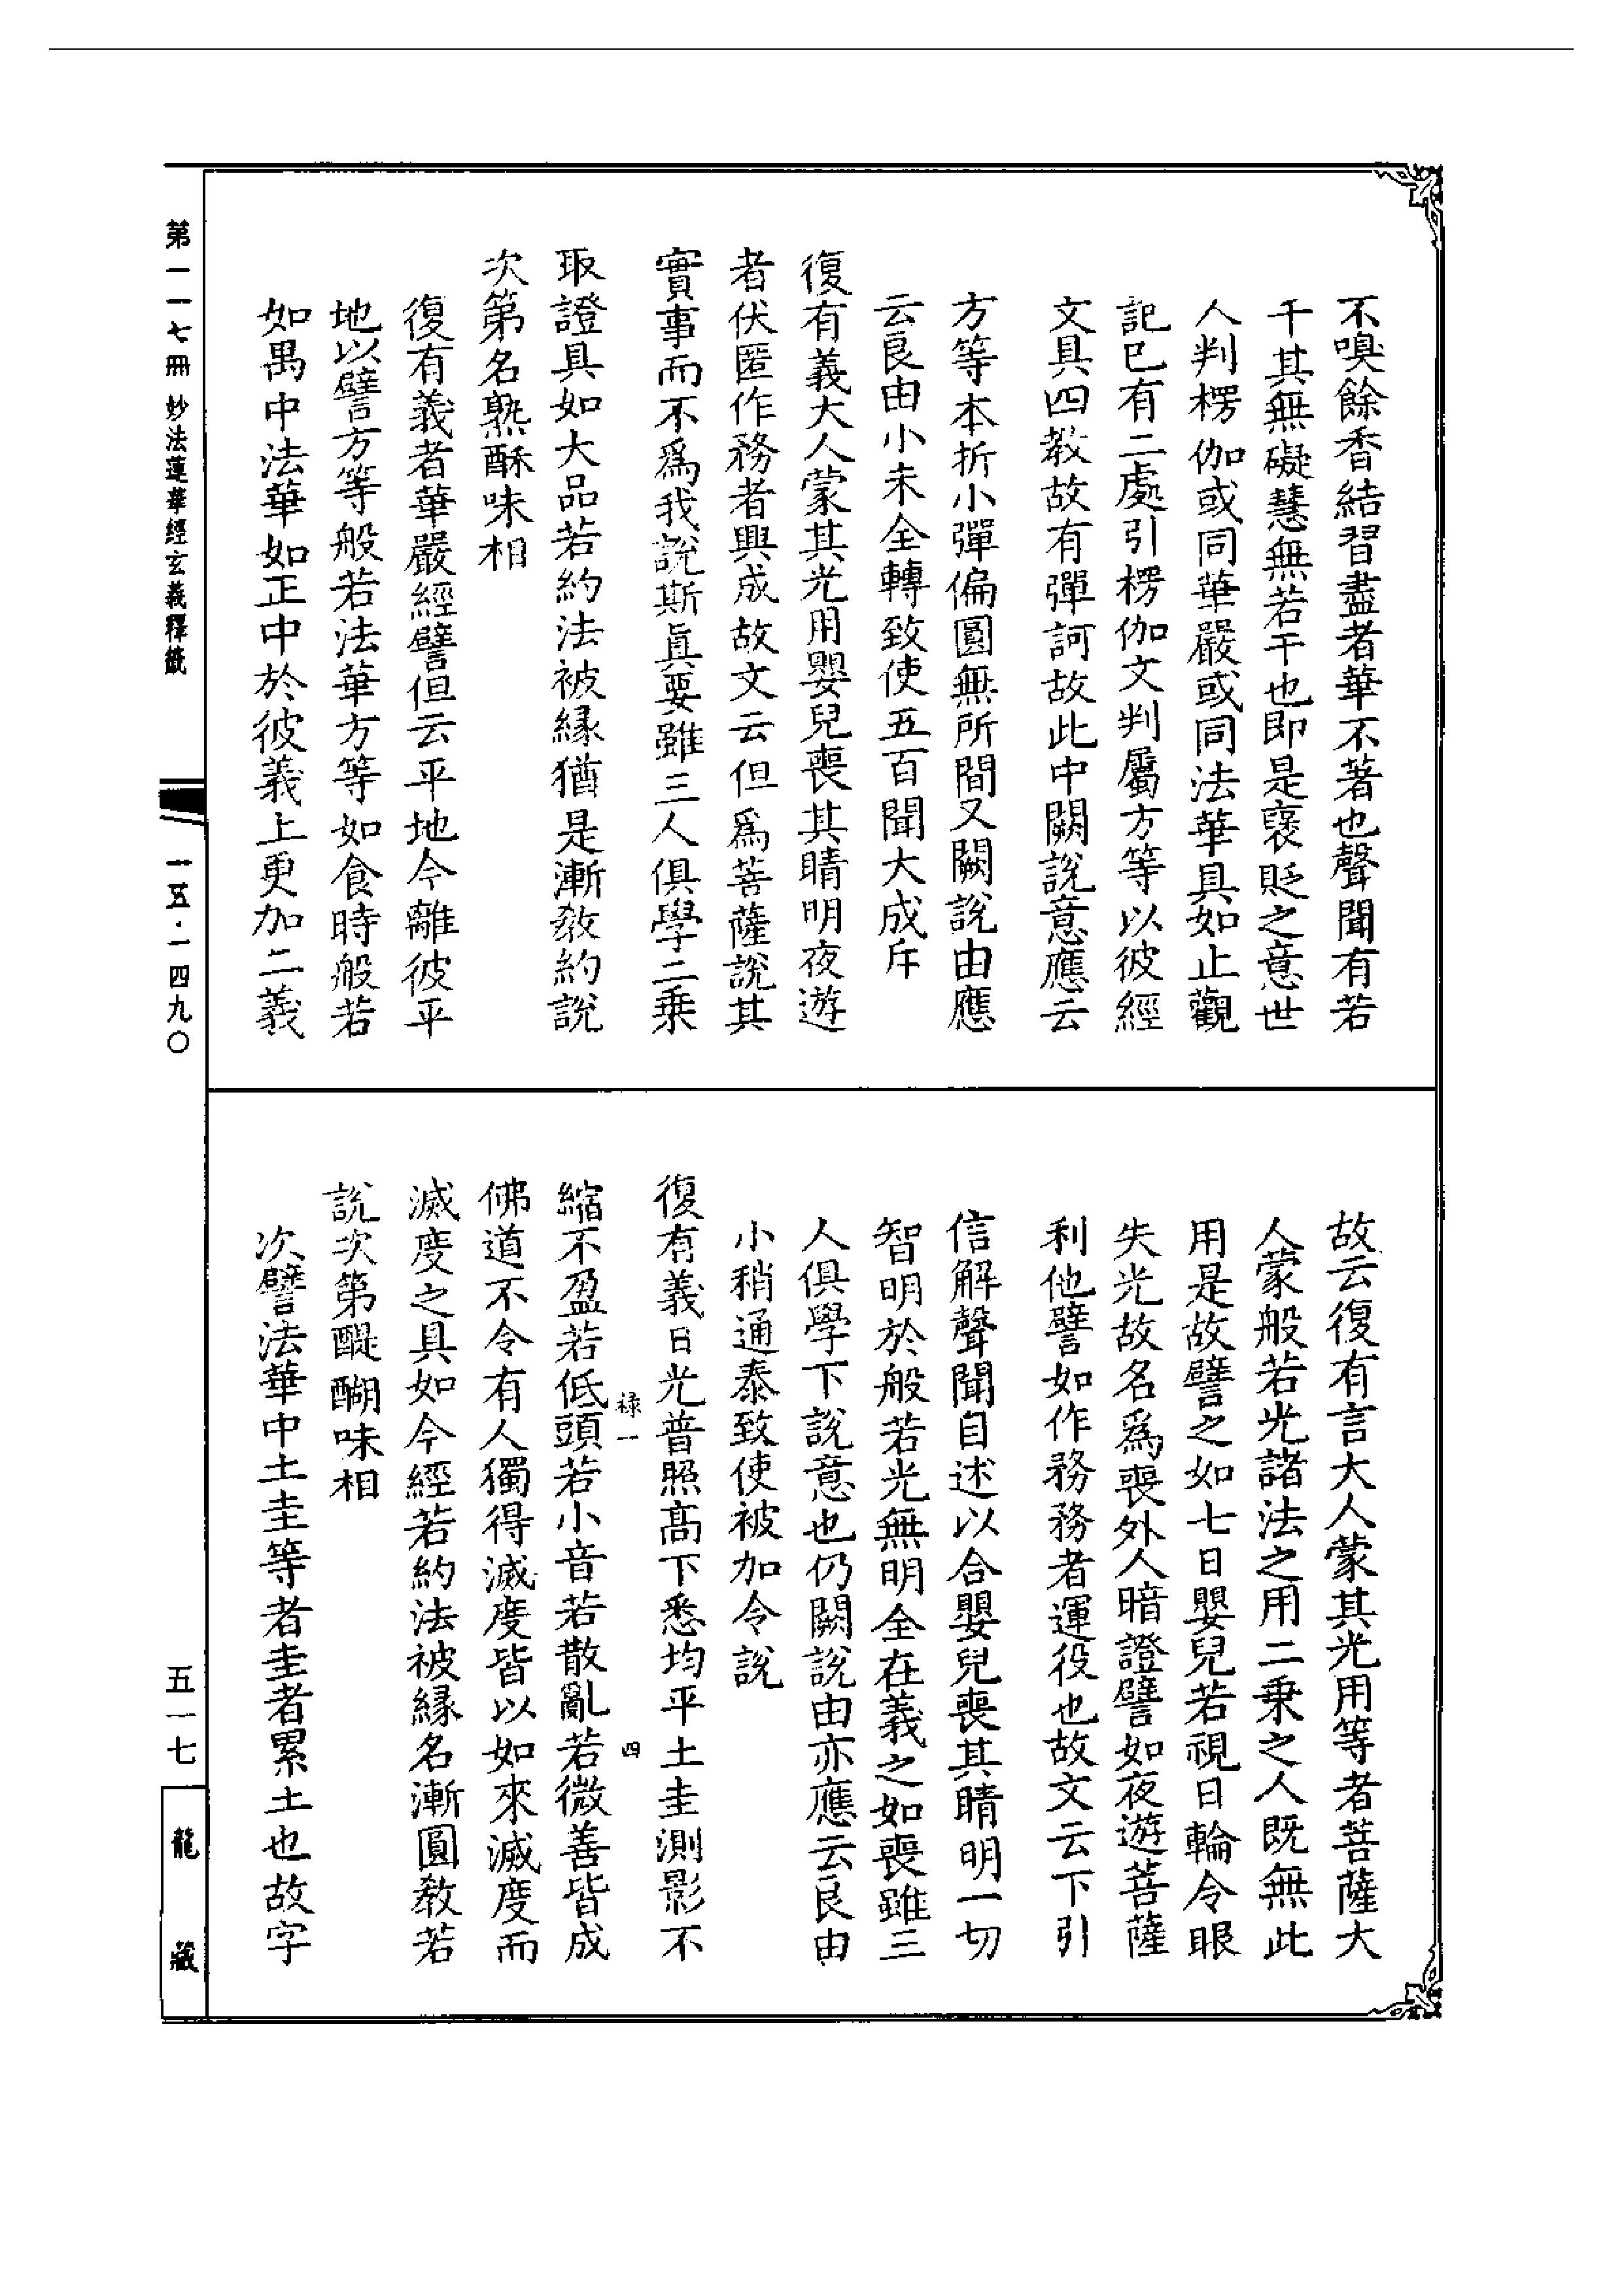 不嗅餘香結習盡者華不著也聲聞有若
千其無礙慧無若干也即是褒貶之意世
人判楞伽或同華嚴或同法華具如止觀
記已有二處引楞伽文判屬方等以彼經
文具四教故有彈訶故此中闕說意應云
方等本折小彈偏圓無所間又闕說由應
云良由小未全轉致使五百聞大成斥
復有義大人蒙其光用嬰兒喪其睛明夜遊
者伏匿作務者興成故文云但爲菩薩說其
實事而不爲我說斯眞要雖三人俱學二乘
取證具如大品若約法被縁猶是漸教約說
次第名熟酥味相
復有義者華嚴經譬但云平地今離彼平
地以譬方等般若法華方等如食時般若
如禺中法華如正中於彼義上更加二義
故云復有言大人蒙其光用等者菩薩大
人蒙般若光諸法之用二乘之人既無此
用是故譬之如七日嬰兒若視日輪令眼
失光故名爲喪外人暗證譬如夜遊菩薩
利他譬如作務務者運役也故文云下引
信解聲聞自述以合嬰兒喪其睛明一切
智明於般若光無明全在義之如喪雖三
人俱學下說意也仍闕說由亦應云良由
小稍通泰致使被加令說
復有義日光普照高下悉均平土圭測影不
縮不盈若低頭若小音若散亂若微善皆成
佛道不令有人獨得滅度皆以如來滅度而
滅度之具如今經若約法被縁名漸圓教若
說次第醍醐味相
次譬法華中土圭等者圭者累土也故字
祿一
四
第一一七冊 妙法蓮華經玄義釋籤
一五·一四九〇
五一七
龍藏